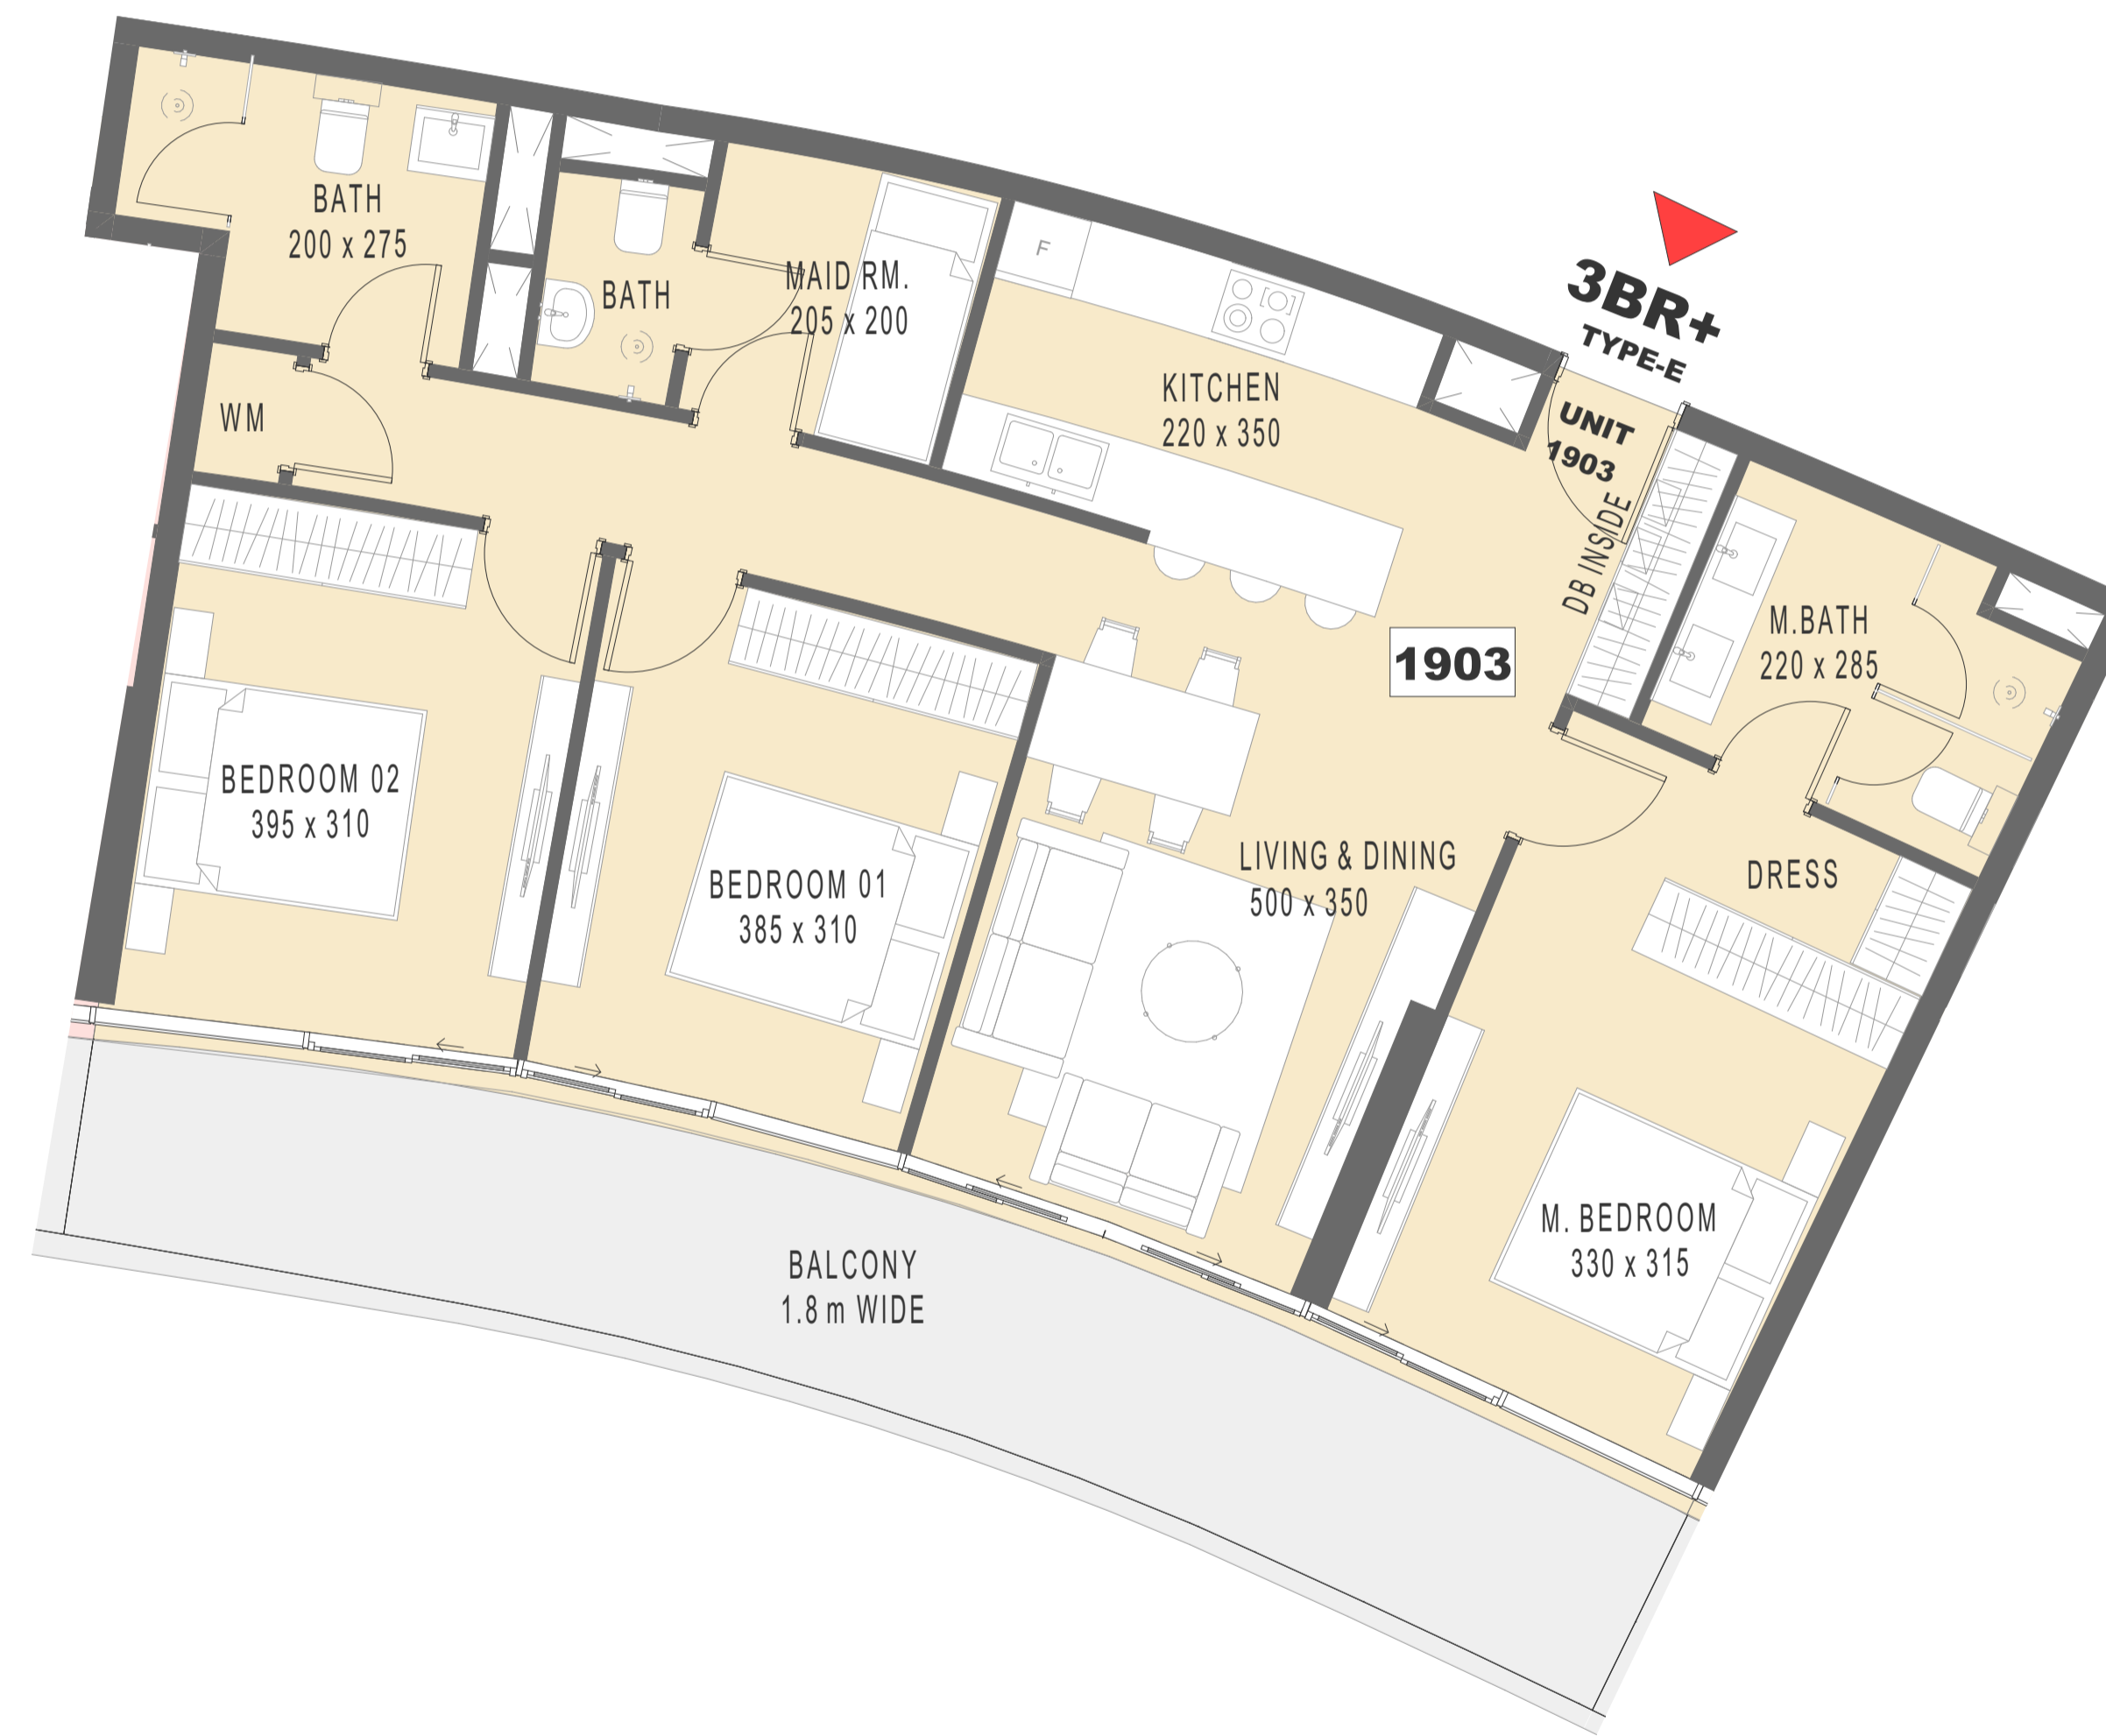 BATH
200 x 275
BATH
MAID RM.
205 x 200
F
KITCHEN
220 x 350
3BR+
TYPE-E
UNIT
1903
DB INSIDE
WM
M.BATH
220 x 285
1903
BEDROOM 02
395 x 310
BEDROOM 01
385 x 310
LIVING & DINING
500 x 350
DRESS
M. BEDROOM
330 x 315
BALCONY
1.8 m WIDE